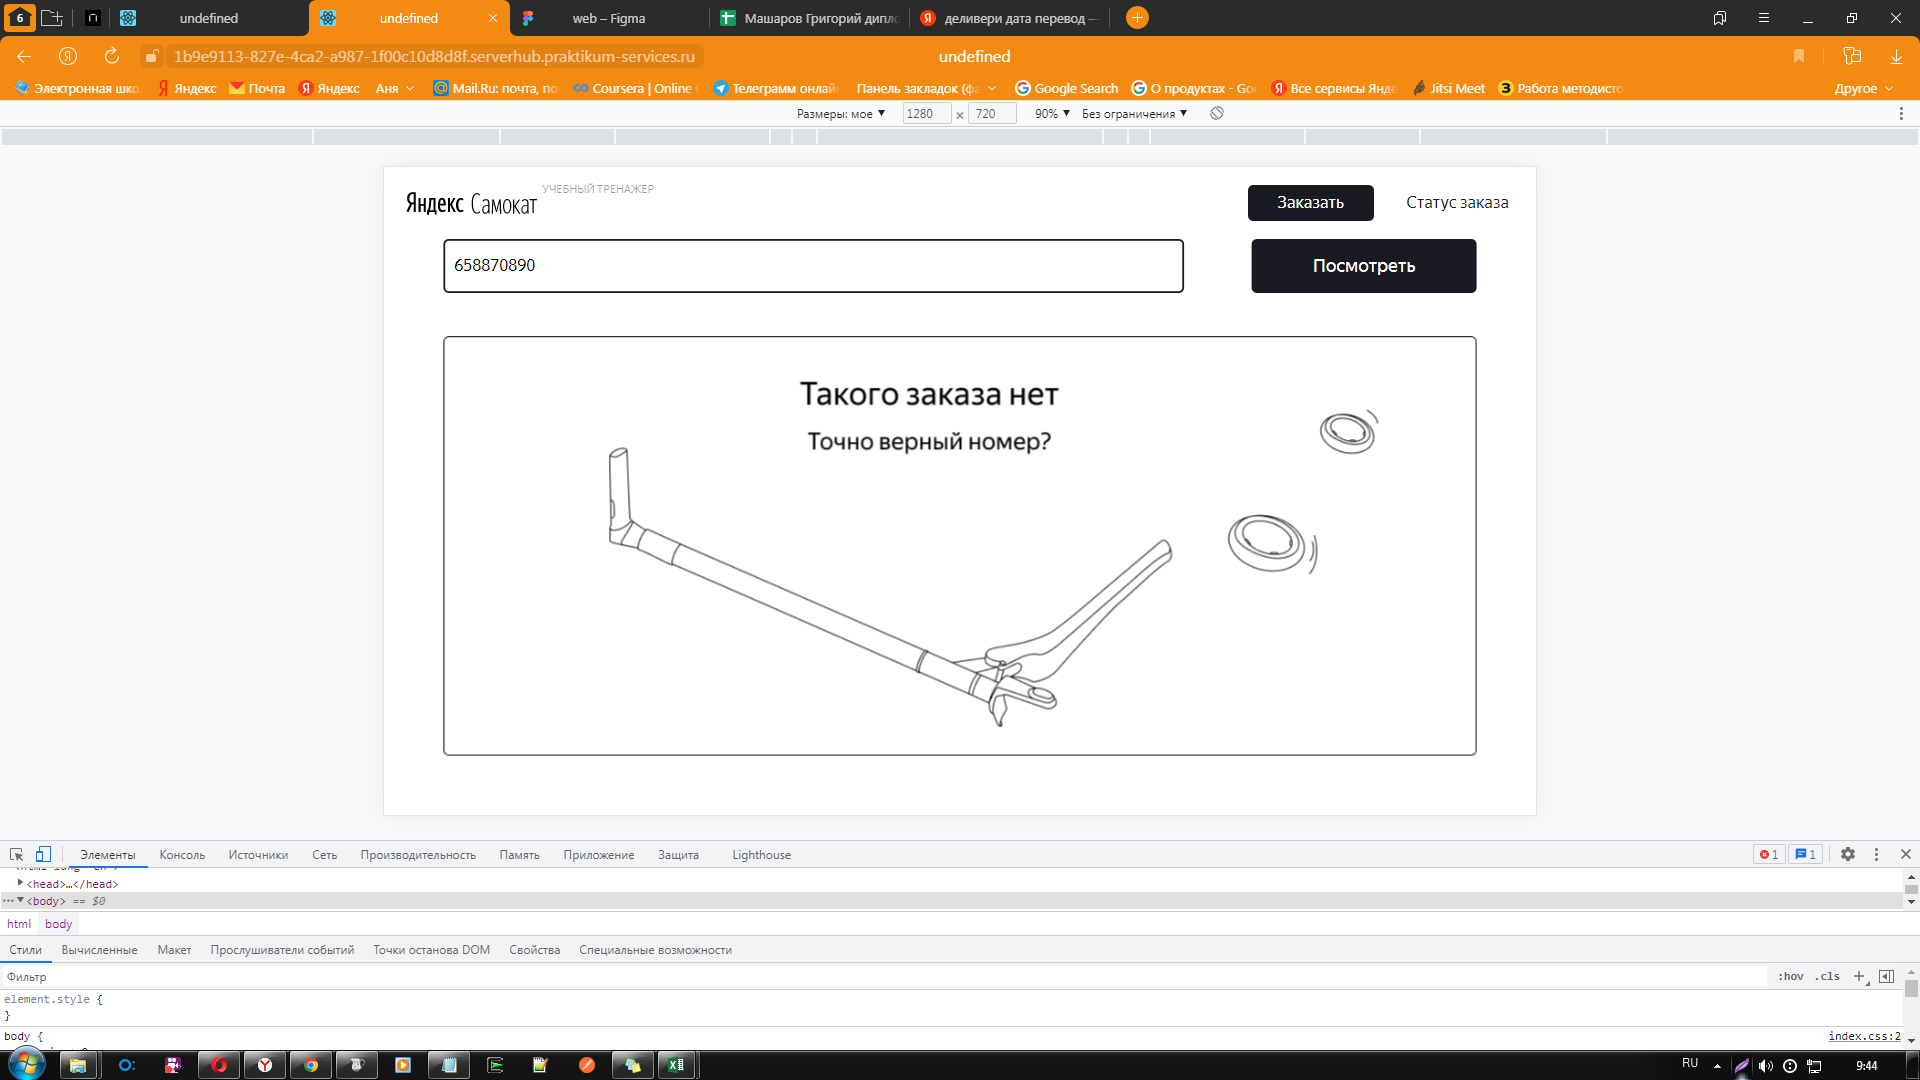 6
undefined
undefined
web – Figma
Машаров Григорий дипло
деливери дата перевод —
1b9e9113-827e-4ca2-a987-1f00c10d8d8f.serverhub.praktikum-services.ru
undefined
Электронная шко
Яндекс
Почта
Яндекс
Аня
Mail.Ru: почта, по
Coursera | Online
Телеграмм онлай
Панель закладок (фа
Google Search
О продуктах - Goo
Все сервисы Янде
Jitsi Meet
Работа методисто
Другое
Размеры: мое
1280
×
720
90%
Без ограничения
Яндекс Самокат
УЧЕБНЫЙ ТРЕНАЖЕР
Заказать
Статус заказа
658870890
Посмотреть
Такого заказа нет
Точно верный номер?
Элементы
Консоль
Источники
Сеть
Производительность
Память
Приложение
Защита
Lighthouse
1
1
<head>…</head>
<body> == $0
html
body
Стили
Вычисленные
Макет
Прослушиватели событий
Точки останова DOM
Свойства
Специальные возможности
Фильтр
:hov
.cls
element.style {
}
body {
index.css:2
RU
9:44